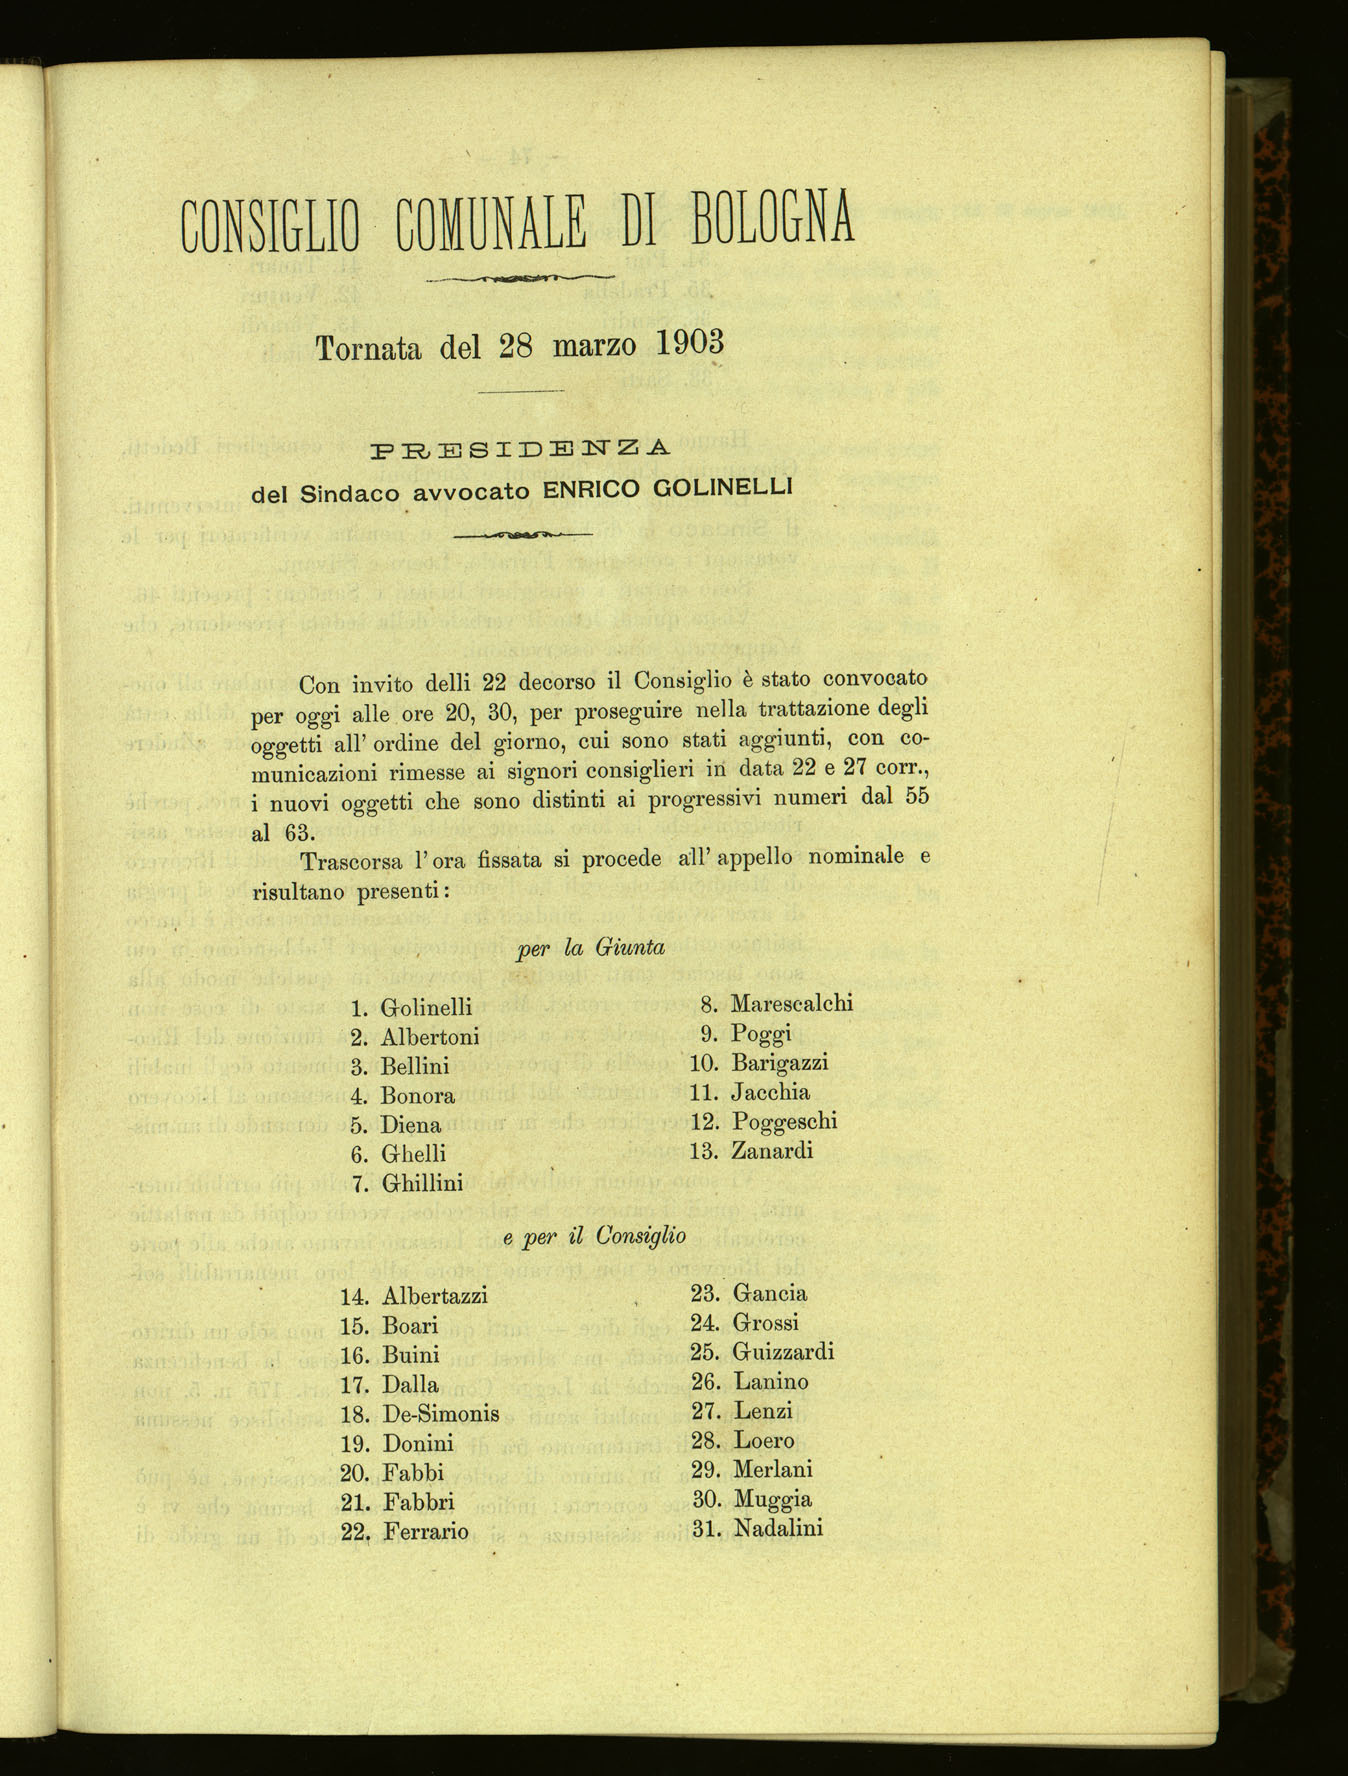 CONSIGLIO COMUNALE DI BOLOGNA
Tornata del 28 marzo 1903
PRESIDENZA
del Sindaco avvocato ENRICO GOLINELLI
Con invito delli 22 decorso il Consiglio è stato convocato
per oggi alle ore 20, 30, per proseguire nella trattazione degli
oggetti all' ordine del giorno, cui sono stati aggiunti, con co-
municazioni rimesse ai signori consiglieri in data 22 e 27 corr.,
i nuovi oggetti che sono distinti ai progressivi numeri dal 55
al 63.
Trascorsa l' ora fissata si procede all' appello nominale e
risultano presenti:
per la Giunta
1. Golinelli
2. Albertoni
3. Bellini
4. Bonora
5. Diena
6. Ghelli
7. Ghillini
8. Marescalchi
9. Poggi
10. Barigazzi
11. Jacchia
12. Poggeschi
13. Zanardi
e per il Consiglio
14. Albertazzi
15. Boari
16. Buini
17. Dalla
18. De-Simonis
19. Donini
20. Fabbi
21. Fabbri
22. Ferrario
23. Gancia
24. Grossi
25. Guizzardi
26. Lanino
27. Lenzi
28. Loero
29. Merlani
30. Muggia
31. Nadalini